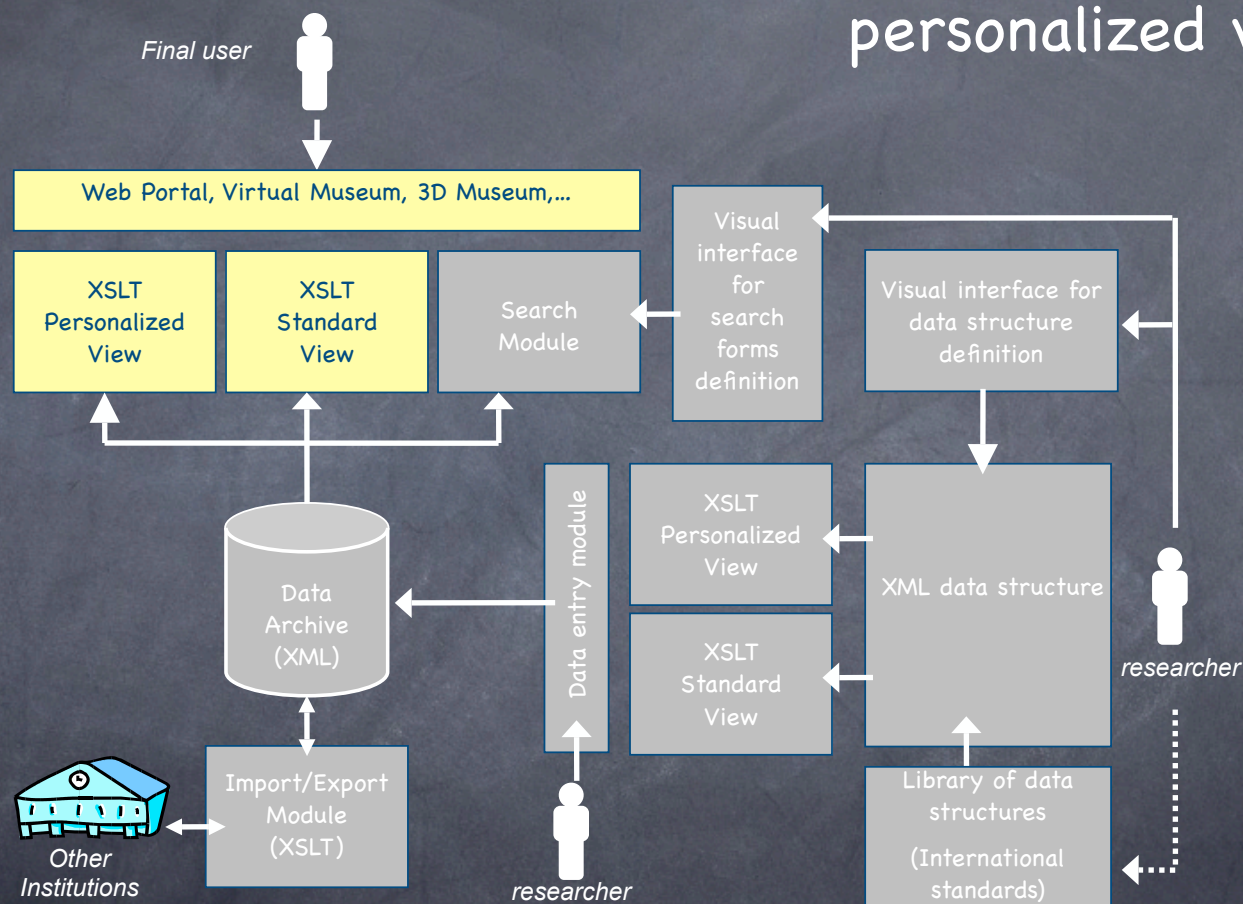 personalized
Final user
Web Portal, Virtual Museum, 3D Museum,...
XSLT
Personalized
View
XSLT
Standard
View
Search
Module
Visual
interface
for
search
forms
definition
Visual interface for
data structure
definition
Data
Archive
(XML)
Data entry module
XSLT
Personalized
View
XSLT
Standard
View
XML data structure
researcher
Import/Export
Module
(XSLT)
Other
Institutions
researcher
Library of data
structures
(International
standards)